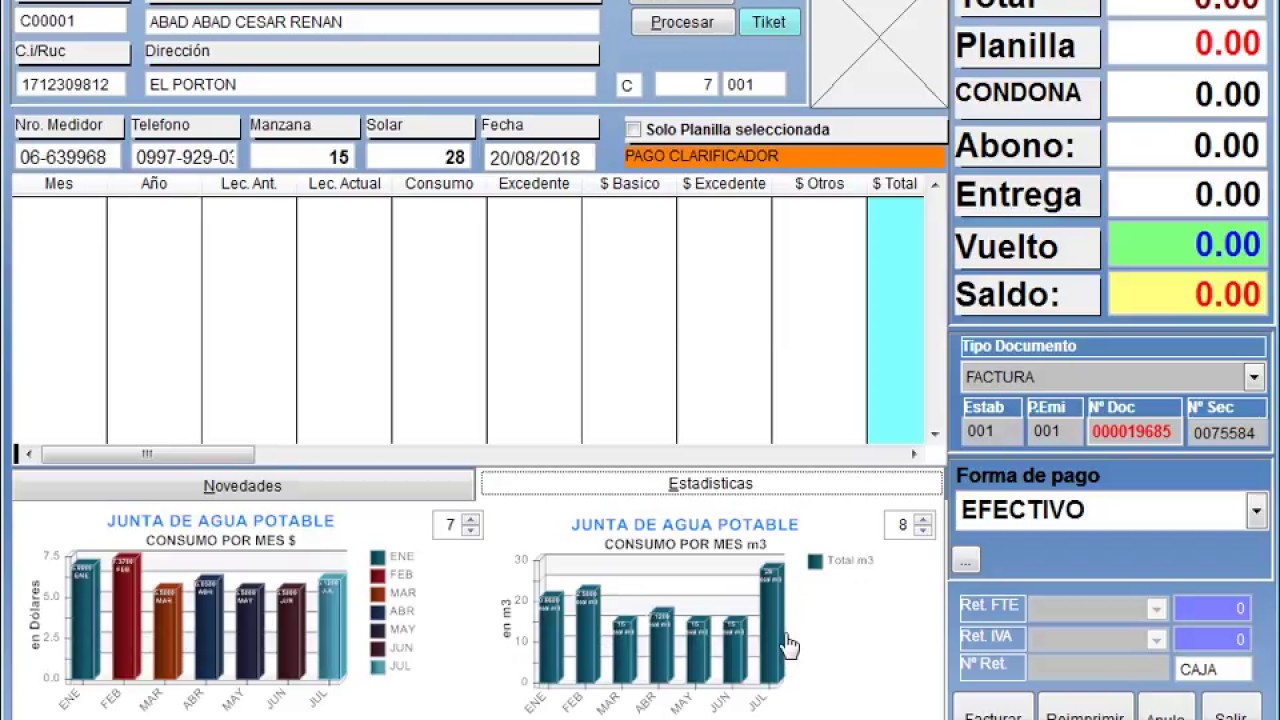 Total 0.00
C00001 ABAD ABAD CESAR RENAN Procesar Tiket
C.i/Ruc Dirección
1712309812 EL PORTON C 7 001
Planilla 0.00
CONDONA 0.00
Abono: 0.00
Entrega 0.00
Vuelto 0.00
Saldo: 0.00
Nro. Medidor Telefono Manzana Solar Fecha Solo Planilla seleccionada
06-639968 0997-929-03 15 28 20/08/2018 PAGO CLARIFICADOR
Mes Año Lec. Ant. Lec. Actual Consumo Excedente $ Basico $ Excedente $ Otros $ Total
Tipo Documento
FACTURA
Estab P.Emi Nº Doc Nº Sec
001 001 000019685 0075584
Forma de pago
EFECTIVO
...
Ret. FTE 0
Ret. IVA 0
Nº Ret. CAJA
Facturar Reimprimir Anula Salir
Novedades Estadisticas
JUNTA DE AGUA POTABLE 7
CONSUMO POR MES $
7.5
5.0
2.5
0.0
en Dólares
ENE FEB MAR ABR MAY JUN JUL
ENE FEB MAR ABR MAY JUN JUL
ENE
FEB
MAR
ABR
MAY
JUN
JUL
JUNTA DE AGUA POTABLE 8
CONSUMO POR MES m3
30
20
10
0
en m3
Total m3
ENE FEB MAR ABR MAY JUN JUL